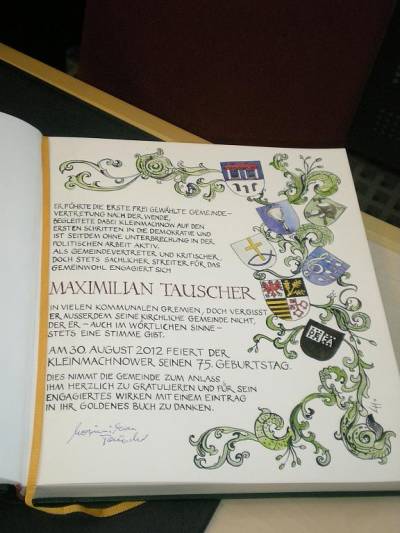 ER FÜHRTE DIE ERSTE FREI GEWÄHLTE GEMEINDE-
VERTRETUNG NACH DER WENDE,
BEGLEITETE DABEI KLEINMACHNOW AUF DEN
ERSTEN SCHRITTEN IN DIE DEMOKRATIE UND
IST SEITDEM OHNE UNTERBRECHUNG IN DER
POLITISCHEN ARBEIT AKTIV.
ALS GEMEINDEVERTRETER UND KRITISCHER,
DOCH STETS SACHLICHER STREITER FÜR DAS
GEMEINWOHL ENGAGIERT SICH
MAXIMILIAN TAUSCHER
IN VIELEN KOMMUNALEN GREMIEN, DOCH VERGISST
ER AUSSERDEM SEINE KIRCHLICHE GEMEINDE NICHT,
DER ER – AUCH IM WÖRTLICHEN SINNE –
STETS EINE STIMME GIBT.
AM 30. AUGUST 2012 FEIERT DER
KLEINMACHNOWER SEINEN 75. GEBURTSTAG.
DIES NIMMT DIE GEMEINDE ZUM ANLASS,
IHM HERZLICH ZU GRATULIEREN UND FÜR SEIN
ENGAGIERTES WIRKEN MIT EINEM EINTRAG
IN IHR GOLDENES BUCH ZU DANKEN.
Maximilian
Tauscher